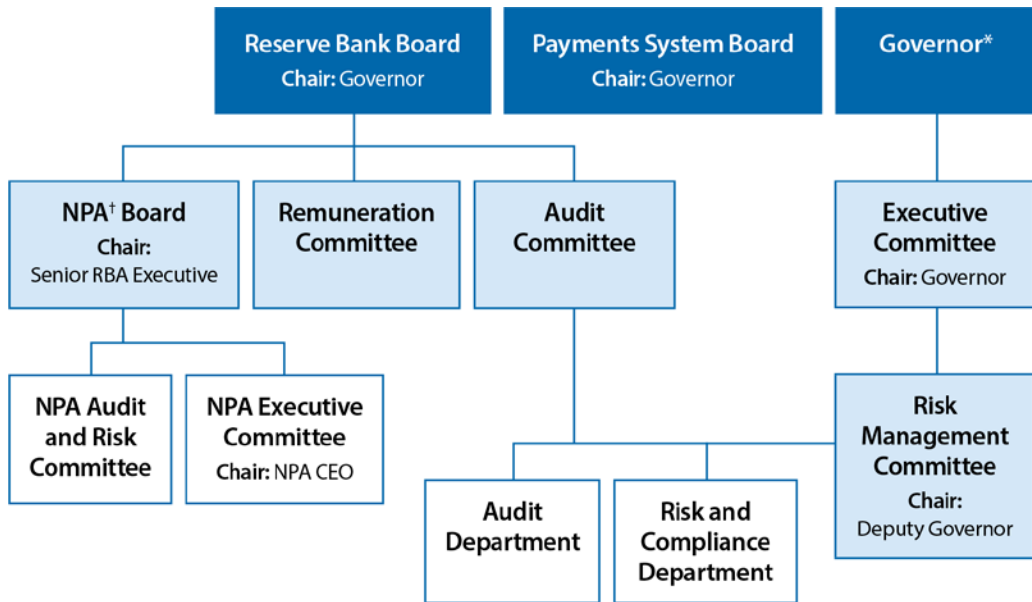 Reserve Bank Board
Chair: Governor
Payments System Board
Chair: Governor
Governor*
NPA† Board
Chair:
Senior RBA Executive
Remuneration
Committee
Audit
Committee
Executive
Committee
Chair: Governor
NPA Audit
and Risk
Committee
NPA Executive
Committee
Chair: NPA CEO
Risk
Management
Committee
Chair:
Deputy Governor
Audit
Department
Risk and
Compliance
Department